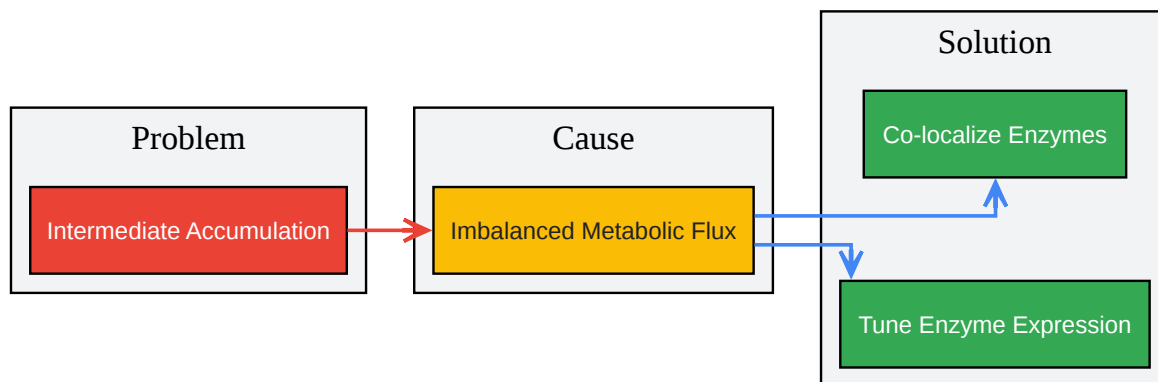 Problem
Intermediate Accumulation
Cause
Imbalanced Metabolic Flux
Solution
Co-localize Enzymes
Tune Enzyme Expression